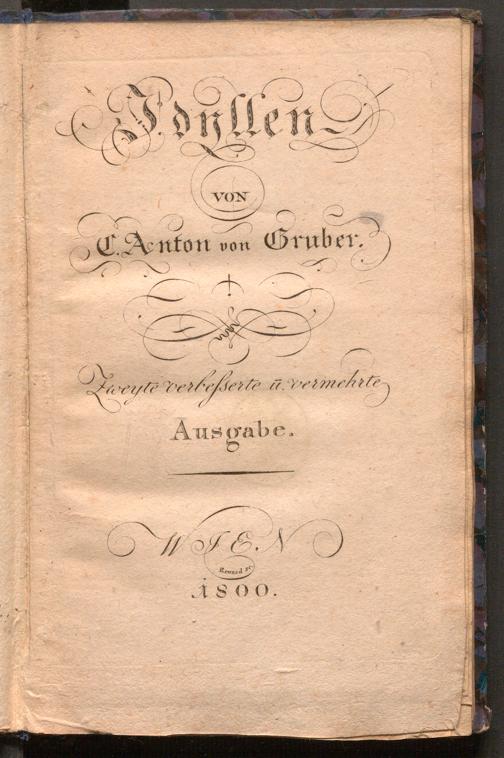 Idyllen
VON
C. Anton von Gruber.
Zweyte verbeſserte ū. vermehrte
Ausgabe.
WIEN
1800.